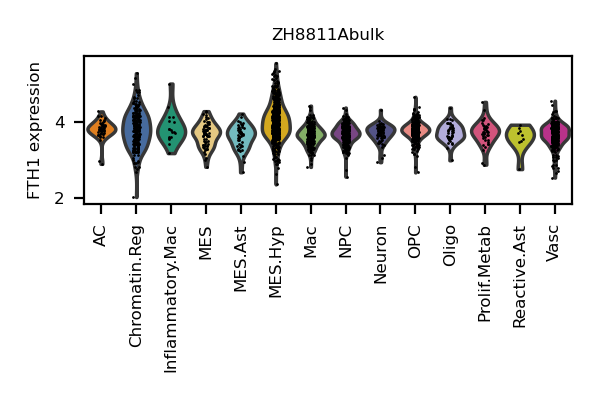 ZH8811Abulk
FTH1 expression
4
2
AC
Chromatin.Reg
Inflammatory.Mac
MES
MES.Ast
MES.Hyp
Mac
NPC
Neuron
OPC
Oligo
Prolif.Metab
Reactive.Ast
Vasc